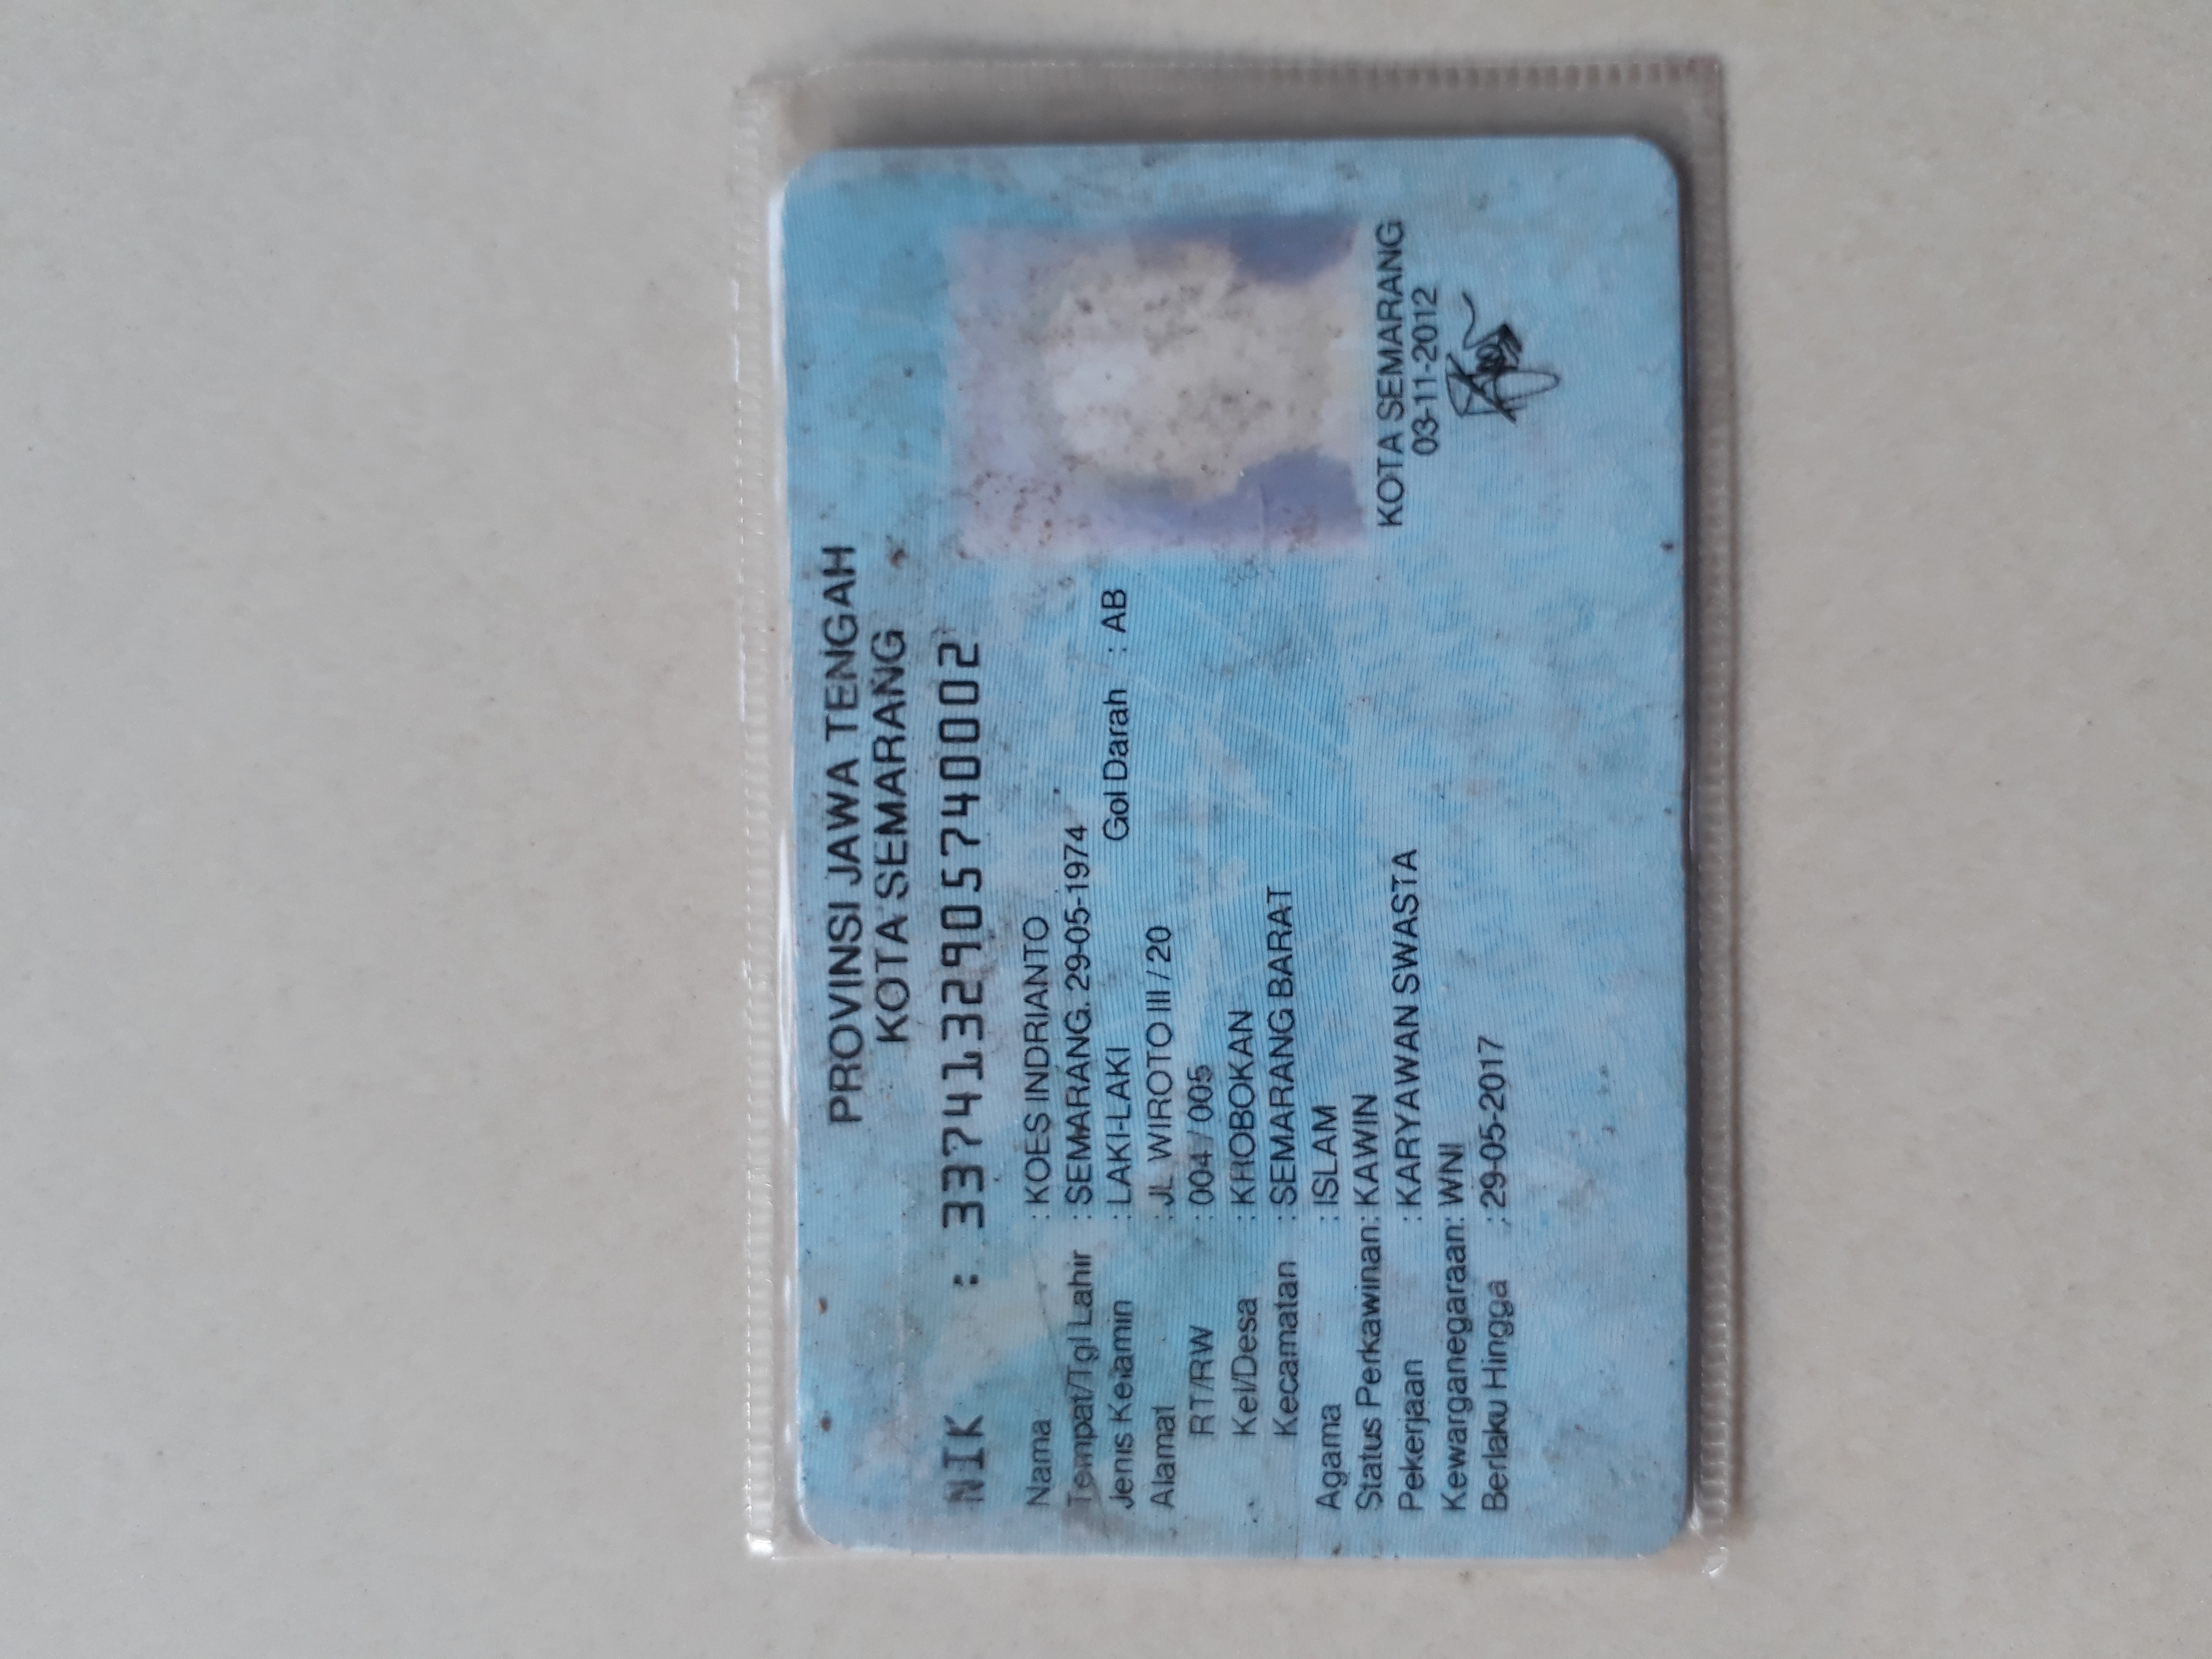 PROVINSI JAWA TENGAH
KOTA SEMARANG
NIK : 3374132905740002
Nama : KOES INDRIANTO
Tempat/Tgl Lahir : SEMARANG, 29-05-1974
Jenis Kelamin : LAKI-LAKI Gol Darah : AB
Alamat : JL WIROTO III / 20
RT/RW : 004 / 005
Kel/Desa : KROBOKAN
Kecamatan : SEMARANG BARAT
Agama : ISLAM
Status Perkawinan: KAWIN
Pekerjaan : KARYAWAN SWASTA
Kewarganegaraan: WNI
Berlaku Hingga : 29-05-2017
KOTA SEMARANG
03-11-2012